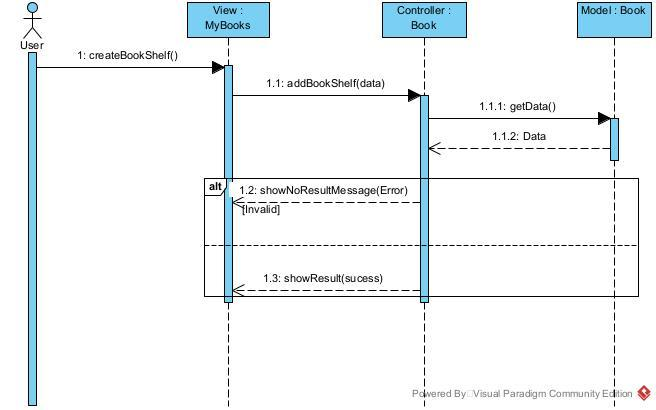 View :
MyBooks
Controller :
Book
Model : Book
User
1: createBookShelf()
1.1: addBookShelf(data)
1.1.1: getData()
1.1.2: Data
alt
1.2: showNoResultMessage(Error)
[Invalid]
1.3: showResult(sucess)
Powered By Visual Paradigm Community Edition